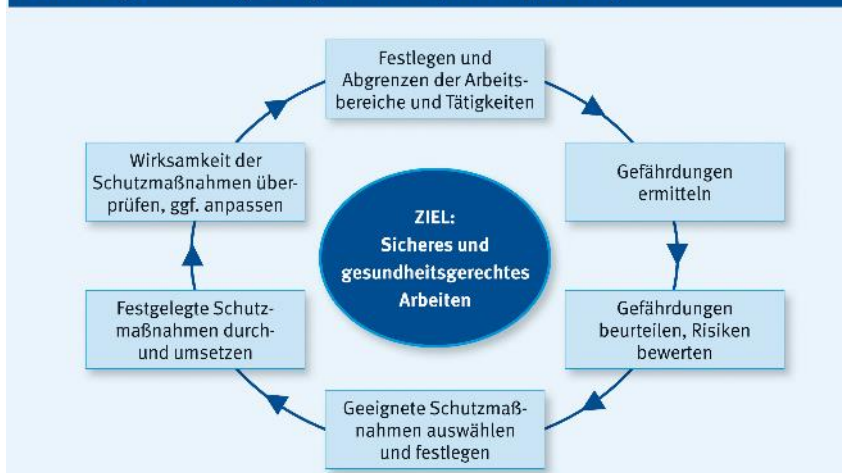 Festlegen und
Abgrenzen der Arbeits-
bereiche und Tätigkeiten
Gefährdungen
ermitteln
Gefährdungen
beurteilen, Risiken
bewerten
Geeignete Schutzmaß-
nahmen auswählen
und festlegen
Festgelegte Schutz-
maßnahmen durch-
und umsetzen
Wirksamkeit der
Schutzmaßnahmen über-
prüfen, ggf. anpassen
ZIEL:
Sicheres und
gesundheitsgerechtes
Arbeiten